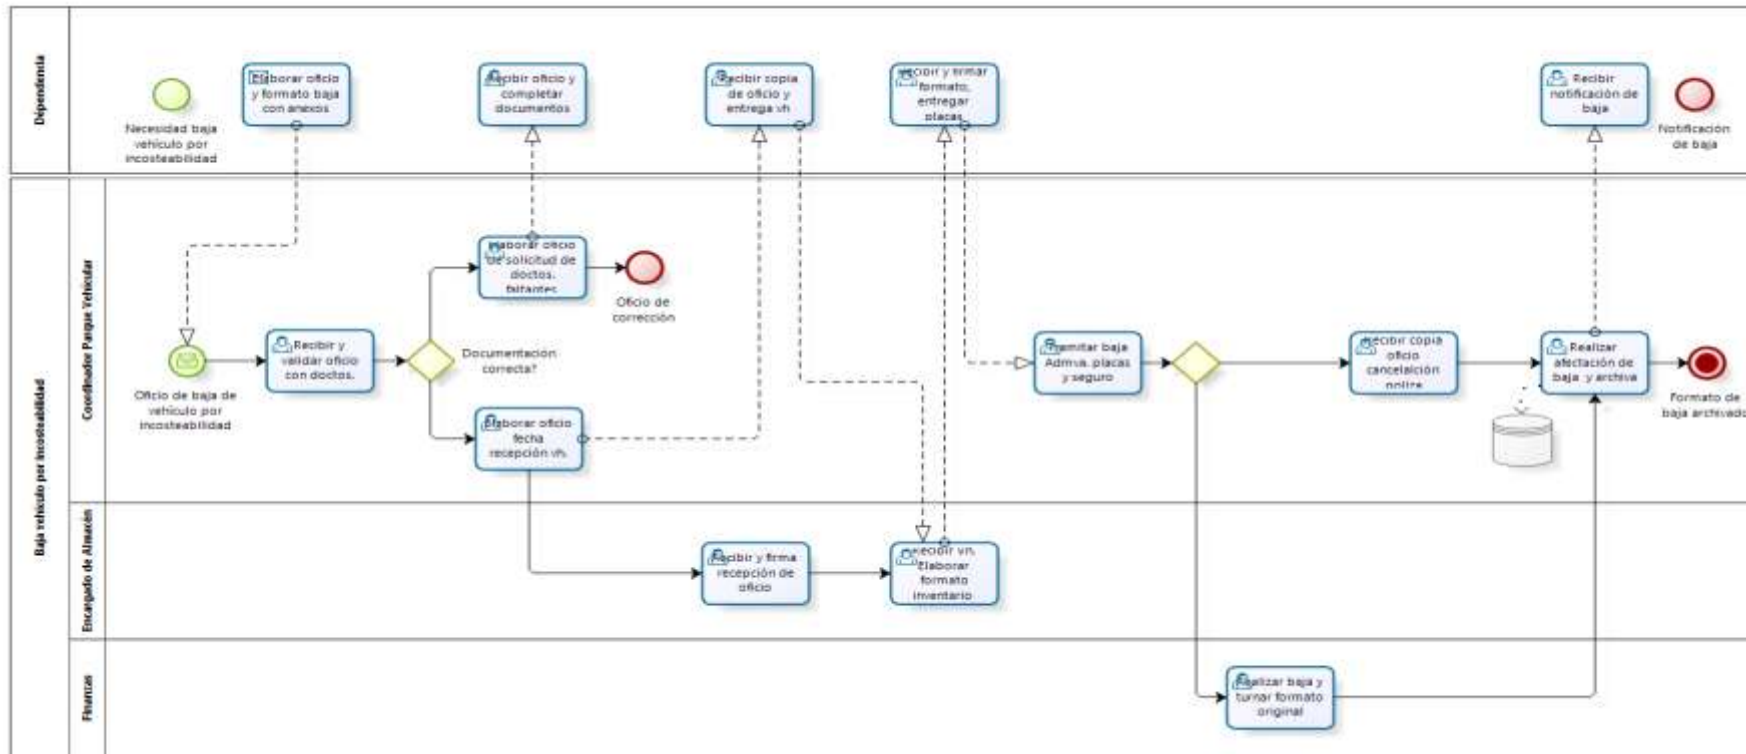 Dependencia
Necesidad baja
vehículo por
incosteabilidad
Elaborar oficio
y formato baja
con anexos
Recibir oficio y
completar
documentos
Recibir copia
de oficio y
entrega vh
Recibir y firmar
formato,
entregar
placas
Recibir
notificación de
baja
Notificación
de baja
Baja vehículo por incosteabilidad
Coordinador Parque Vehicular
Oficio de baja de
vehículo por
incosteabilidad
Recibir y
validar oficio
con doctos.
Documentación
correcta?
Elaborar oficio
de solicitud de
doctos.
faltantes
Oficio de
corrección
Elaborar oficio
fecha
recepción vh.
Tramitar baja
Admva. placas
y seguro
Recibir copia
oficio
cancelalción
poliza
Realizar
afectación de
baja y archiva
Formato de
baja archivado
Encargado de Almacén
Recibir y firma
recepción de
oficio
Recibir vh.
Elaborar
formato
inventario
Finanzas
Realizar baja y
turnar formato
original